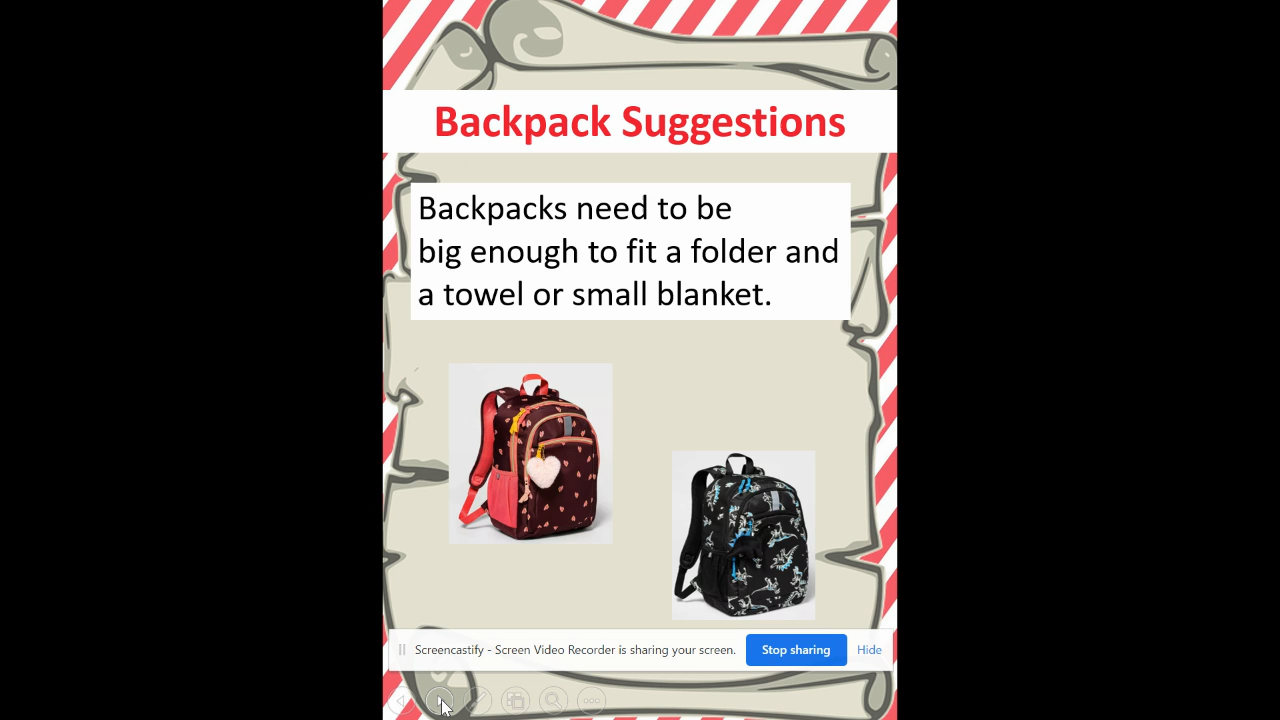 Backpack Suggestions
Backpacks need to be
big enough to fit a folder and
a towel or small blanket.
Screencastify - Screen Video Recorder is sharing your screen.
Stop sharing
Hide